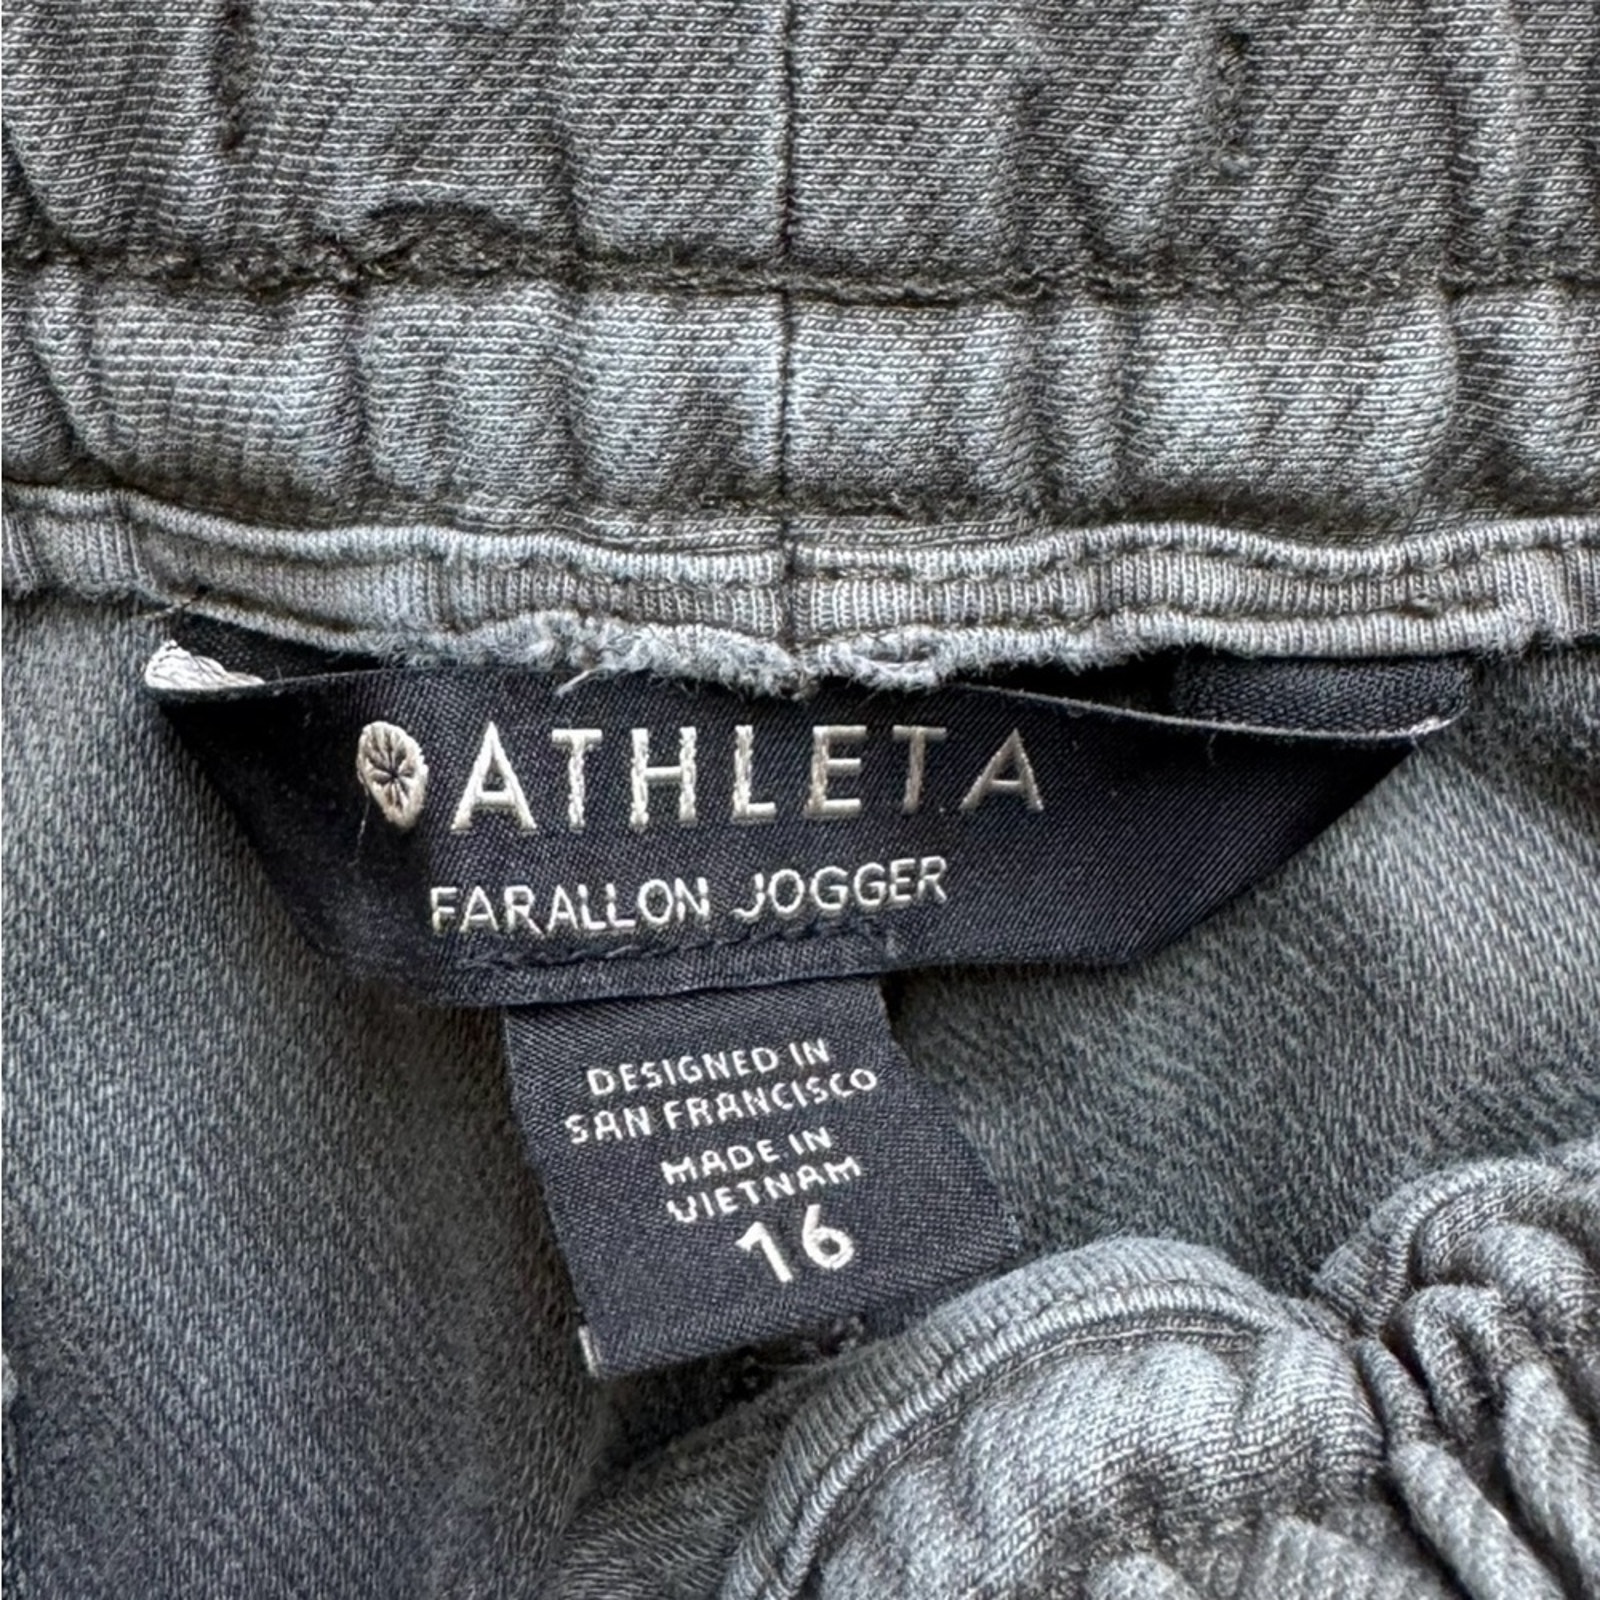 ATHLETA
FARALLON JOGGER
DESIGNED IN
SAN FRANCISCO
MADE IN
VIETNAM
16